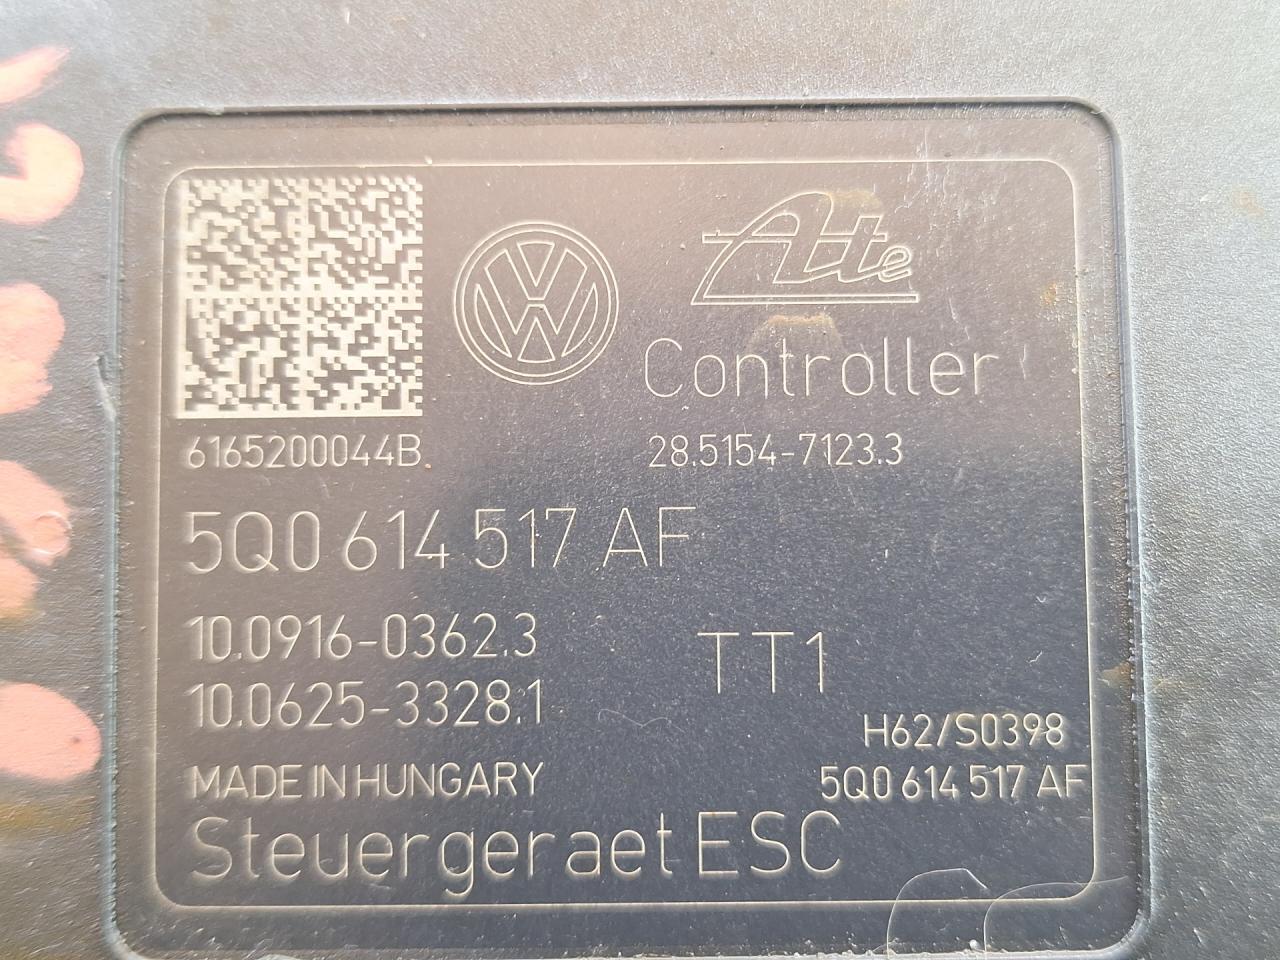 VW
Ate
Controller
6165200044B
28.5154-7123.3
5Q0 614 517 AF
10.0916-0362.3
TT1
10.0625-3328.1
H62/S0398
MADE IN HUNGARY
5Q0 614 517 AF
Steuergeraet ESC